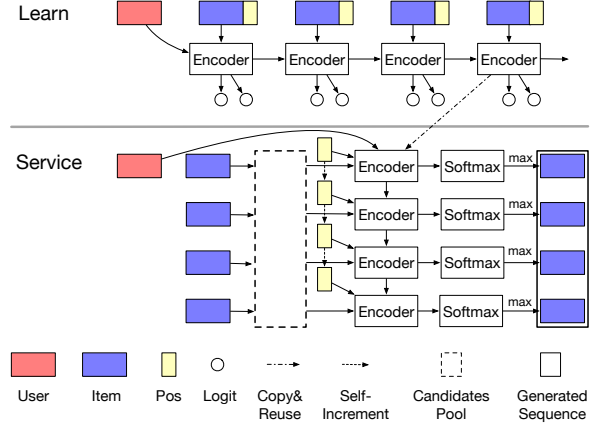 Learn
Encoder Encoder Encoder Encoder
Service
Encoder Softmax max
Encoder Softmax max
Encoder Softmax max
Encoder Softmax max
User Item Pos Logit Copy& Self- Candidates Generated
Reuse Increment Pool Sequence